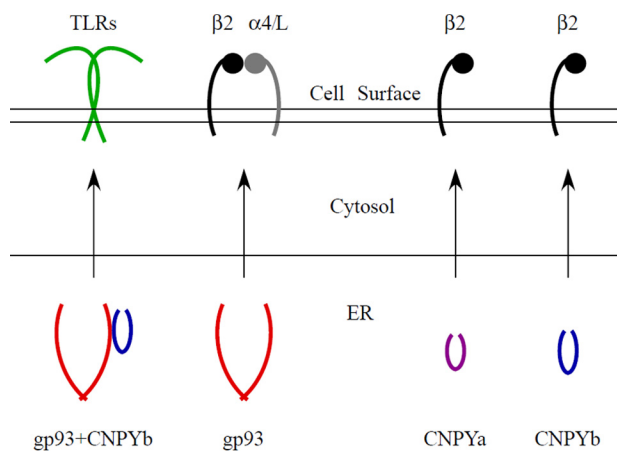 TLRs β2 α4/L β2 β2
Cell Surface
Cytosol
ER
gp93+CNPYb gp93 CNPYa CNPYb